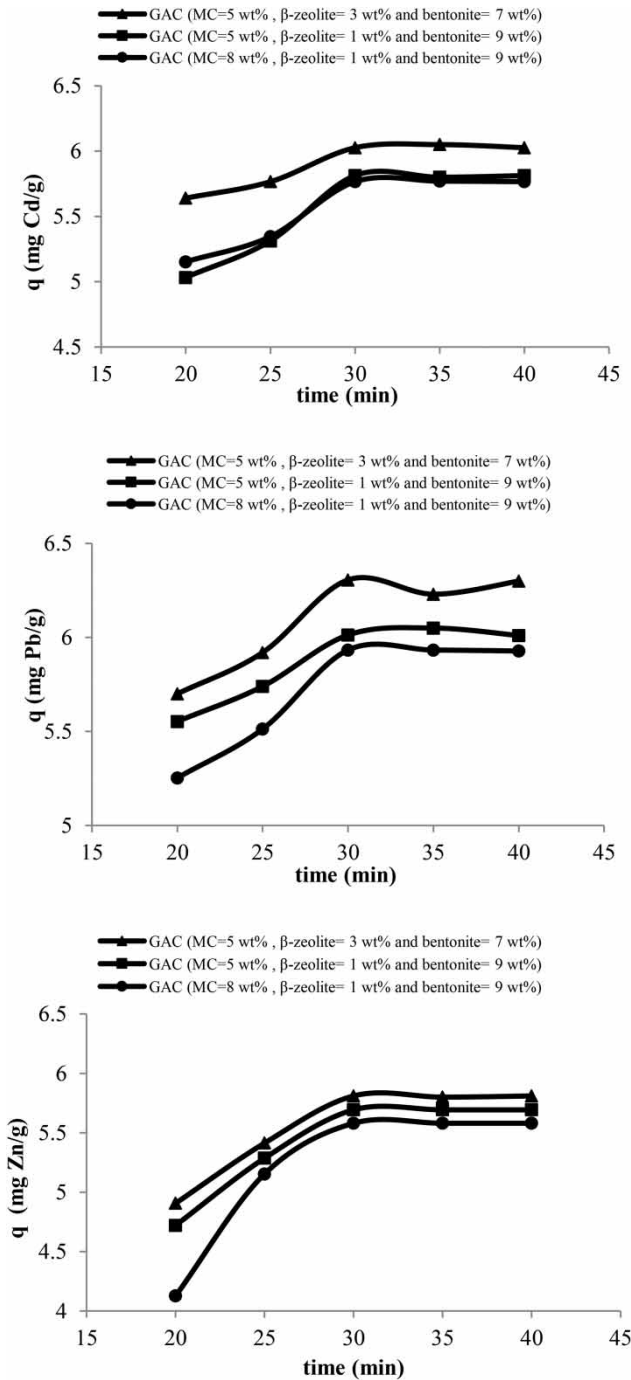 GAC (MC=5 wt% , β-zeolite= 3 wt% and bentonite= 7 wt%)
GAC (MC=5 wt% , β-zeolite= 1 wt% and bentonite= 9 wt%)
GAC (MC=8 wt% , β-zeolite= 1 wt% and bentonite= 9 wt%)
6.5
6
5.5
5
4.5
q (mg Cd/g)
15 20 25 30 35 40 45
time (min)
GAC (MC=5 wt% , β-zeolite= 3 wt% and bentonite= 7 wt%)
GAC (MC=5 wt% , β-zeolite= 1 wt% and bentonite= 9 wt%)
GAC (MC=8 wt% , β-zeolite= 1 wt% and bentonite= 9 wt%)
6.5
6
5.5
5
q (mg Pb/g)
15 20 25 30 35 40 45
time (min)
GAC (MC=5 wt% , β-zeolite= 3 wt% and bentonite= 7 wt%)
GAC (MC=5 wt% , β-zeolite= 1 wt% and bentonite= 9 wt%)
GAC (MC=8 wt% , β-zeolite= 1 wt% and bentonite= 9 wt%)
6.5
6
5.5
5
4.5
4
q (mg Zn/g)
15 20 25 30 35 40 45
time (min)